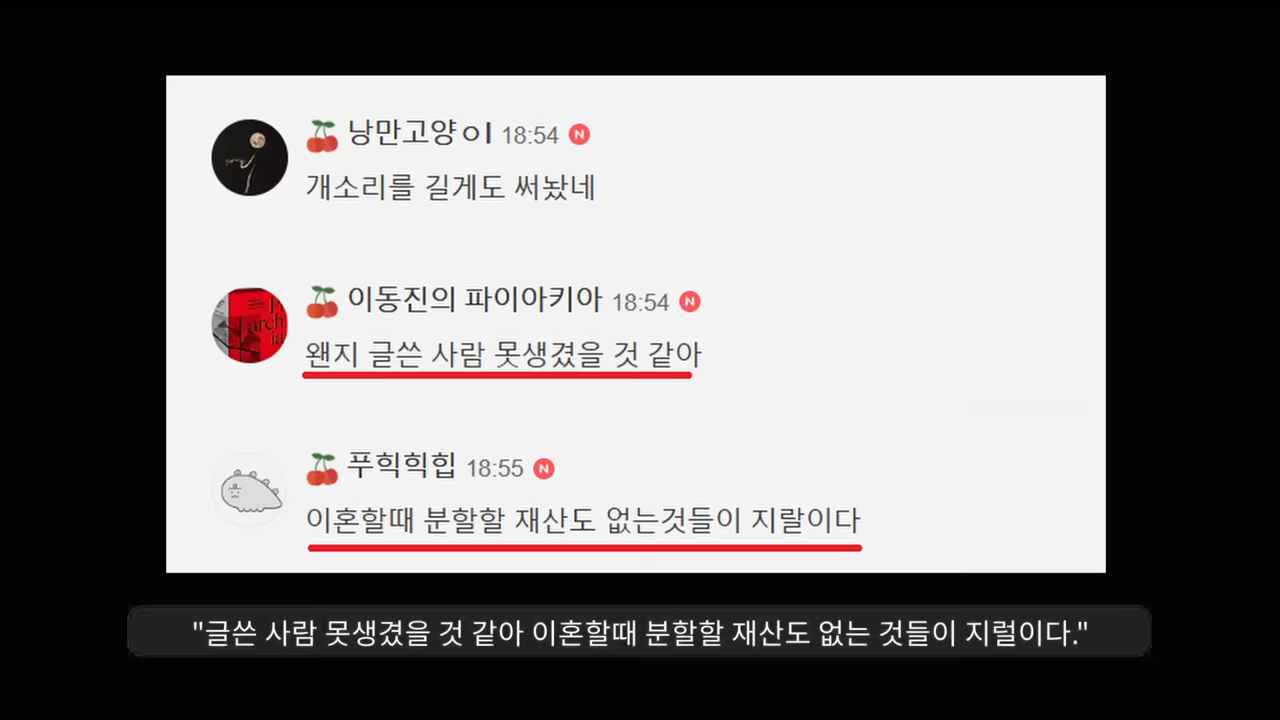 낭만고양ㅇl 18:54 N
개소리를 길게도 써놨네
이동진의 파이아키아 18:54 N
왠지 글쓴 사람 못생겼을 것 같아
푸힉힉힙 18:55 N
이혼할때 분할할 재산도 없는것들이 지랄이다
"글쓴 사람 못생겼을 것 같아 이혼할때 분할할 재산도 없는 것들이 지럴이다."